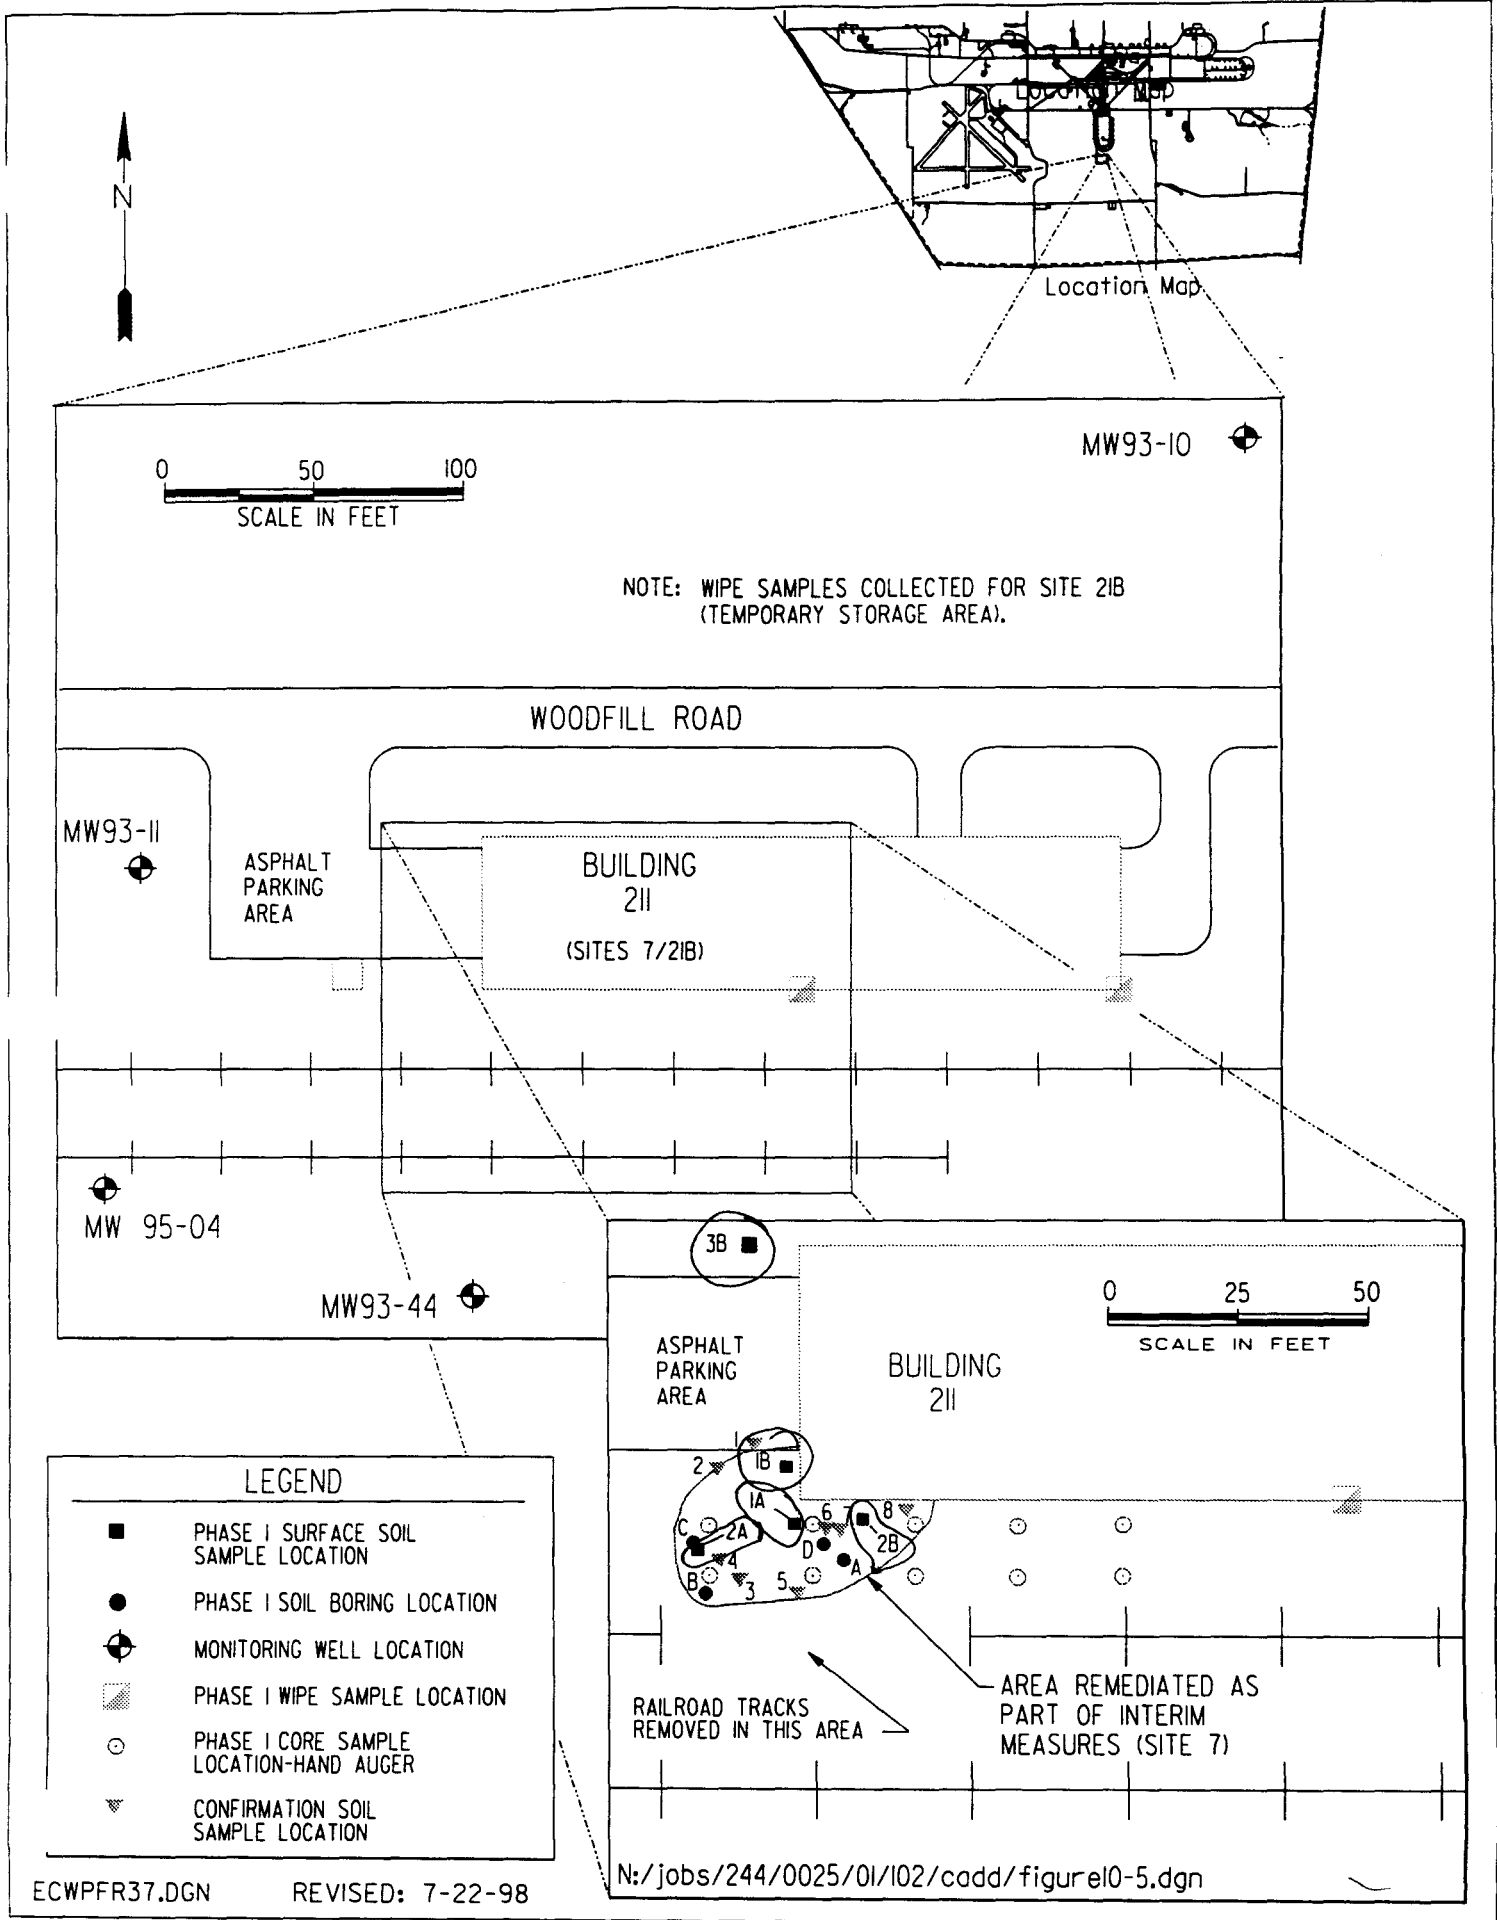 Location Map
Location Map
N
MW93-10
0 50 100
SCALE IN FEET
NOTE: WIPE SAMPLES COLLECTED FOR SITE 21B
(TEMPORARY STORAGE AREA).
WOODFILL ROAD
MW93-11
ASPHALT
PARKING
AREA
BUILDING
211
(SITES 7/21B)
MW 95-04
MW93-44
3B
0 25 50
SCALE IN FEET
ASPHALT
PARKING
AREA
BUILDING
211
1
2
1B
1A
6 7 8
C 2A
D 2B
4 A
B 3 5
RAILROAD TRACKS
REMOVED IN THIS AREA
AREA REMEDIATED AS
PART OF INTERIM
MEASURES (SITE 7)
LEGEND
PHASE I SURFACE SOIL
SAMPLE LOCATION
PHASE I SOIL BORING LOCATION
MONITORING WELL LOCATION
PHASE I WIPE SAMPLE LOCATION
PHASE I CORE SAMPLE
LOCATION-HAND AUGER
CONFIRMATION SOIL
SAMPLE LOCATION
N:/jobs/244/0025/01/102/cadd/figure10-5.dgn
ECWPFR37.DGN REVISED: 7-22-98